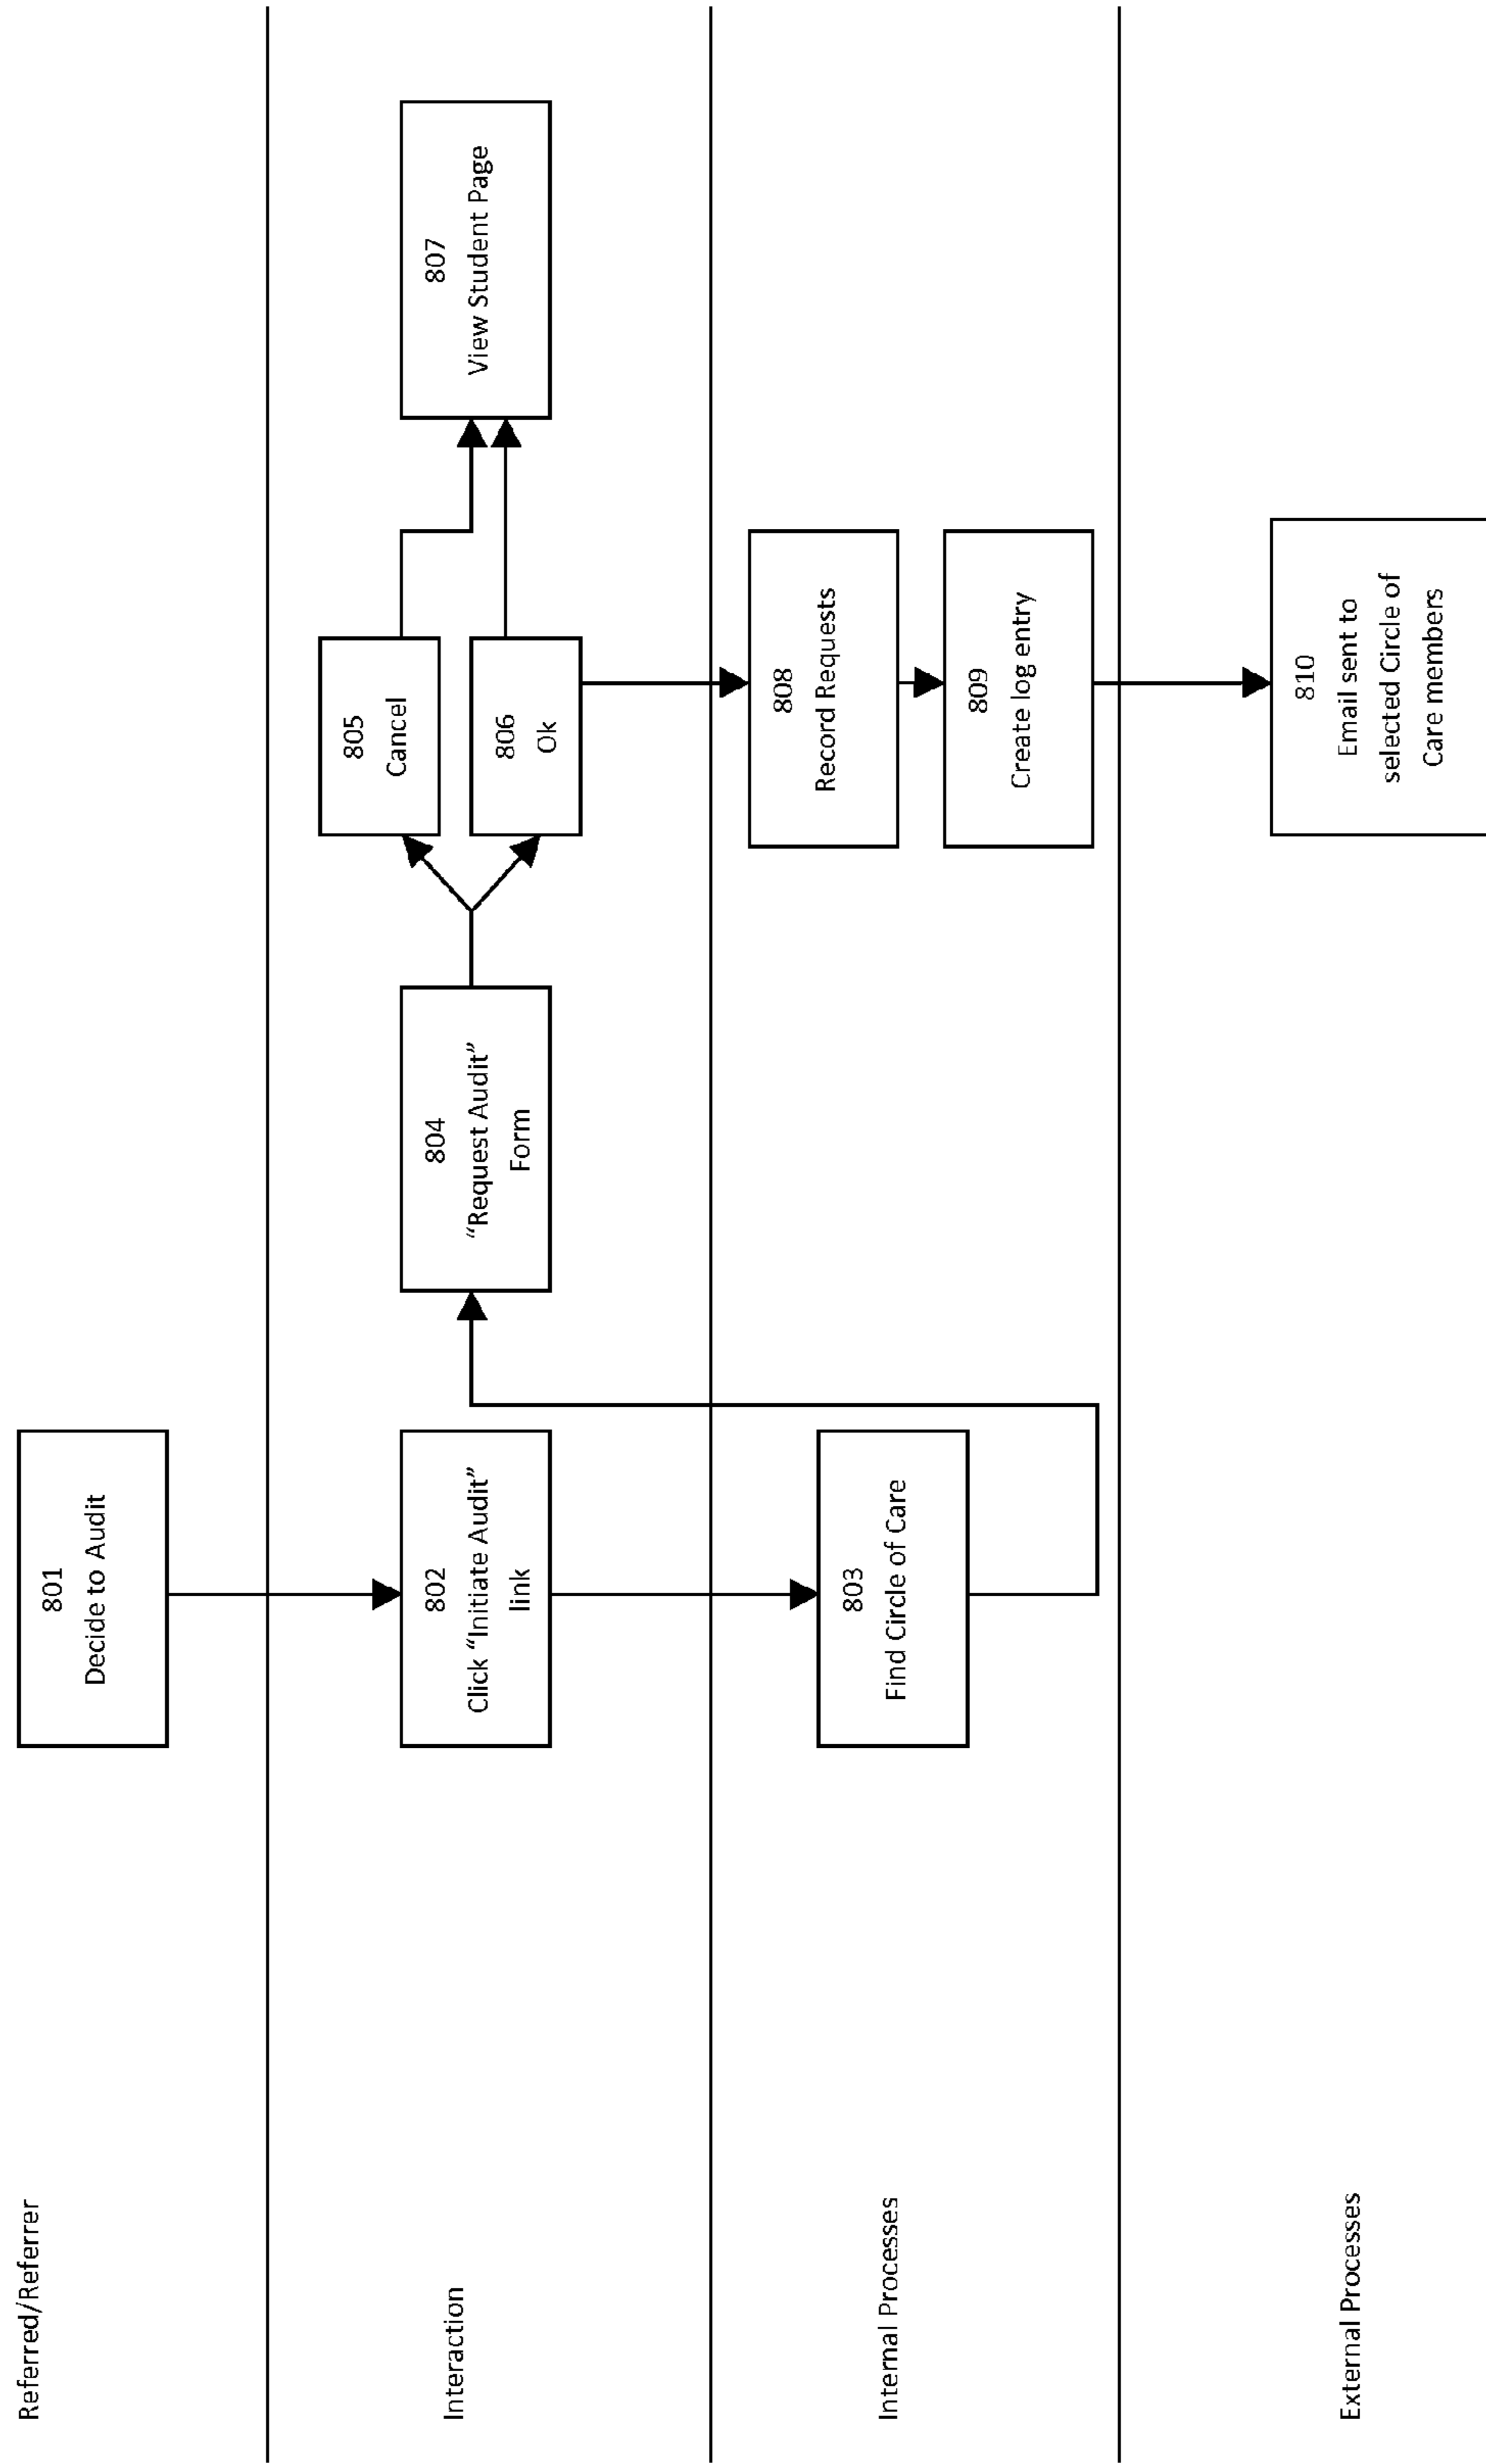 Referred/Referrer
801
Decide to Audit
Interaction
802
Click “Initiate Audit”
link
804
“Request Audit”
Form
805
Cancel
806
Ok
807
View Student Page
Internal Processes
803
Find Circle of Care
808
Record Requests
809
Create log entry
External Processes
810
Email sent to
selected Circle of
Care members